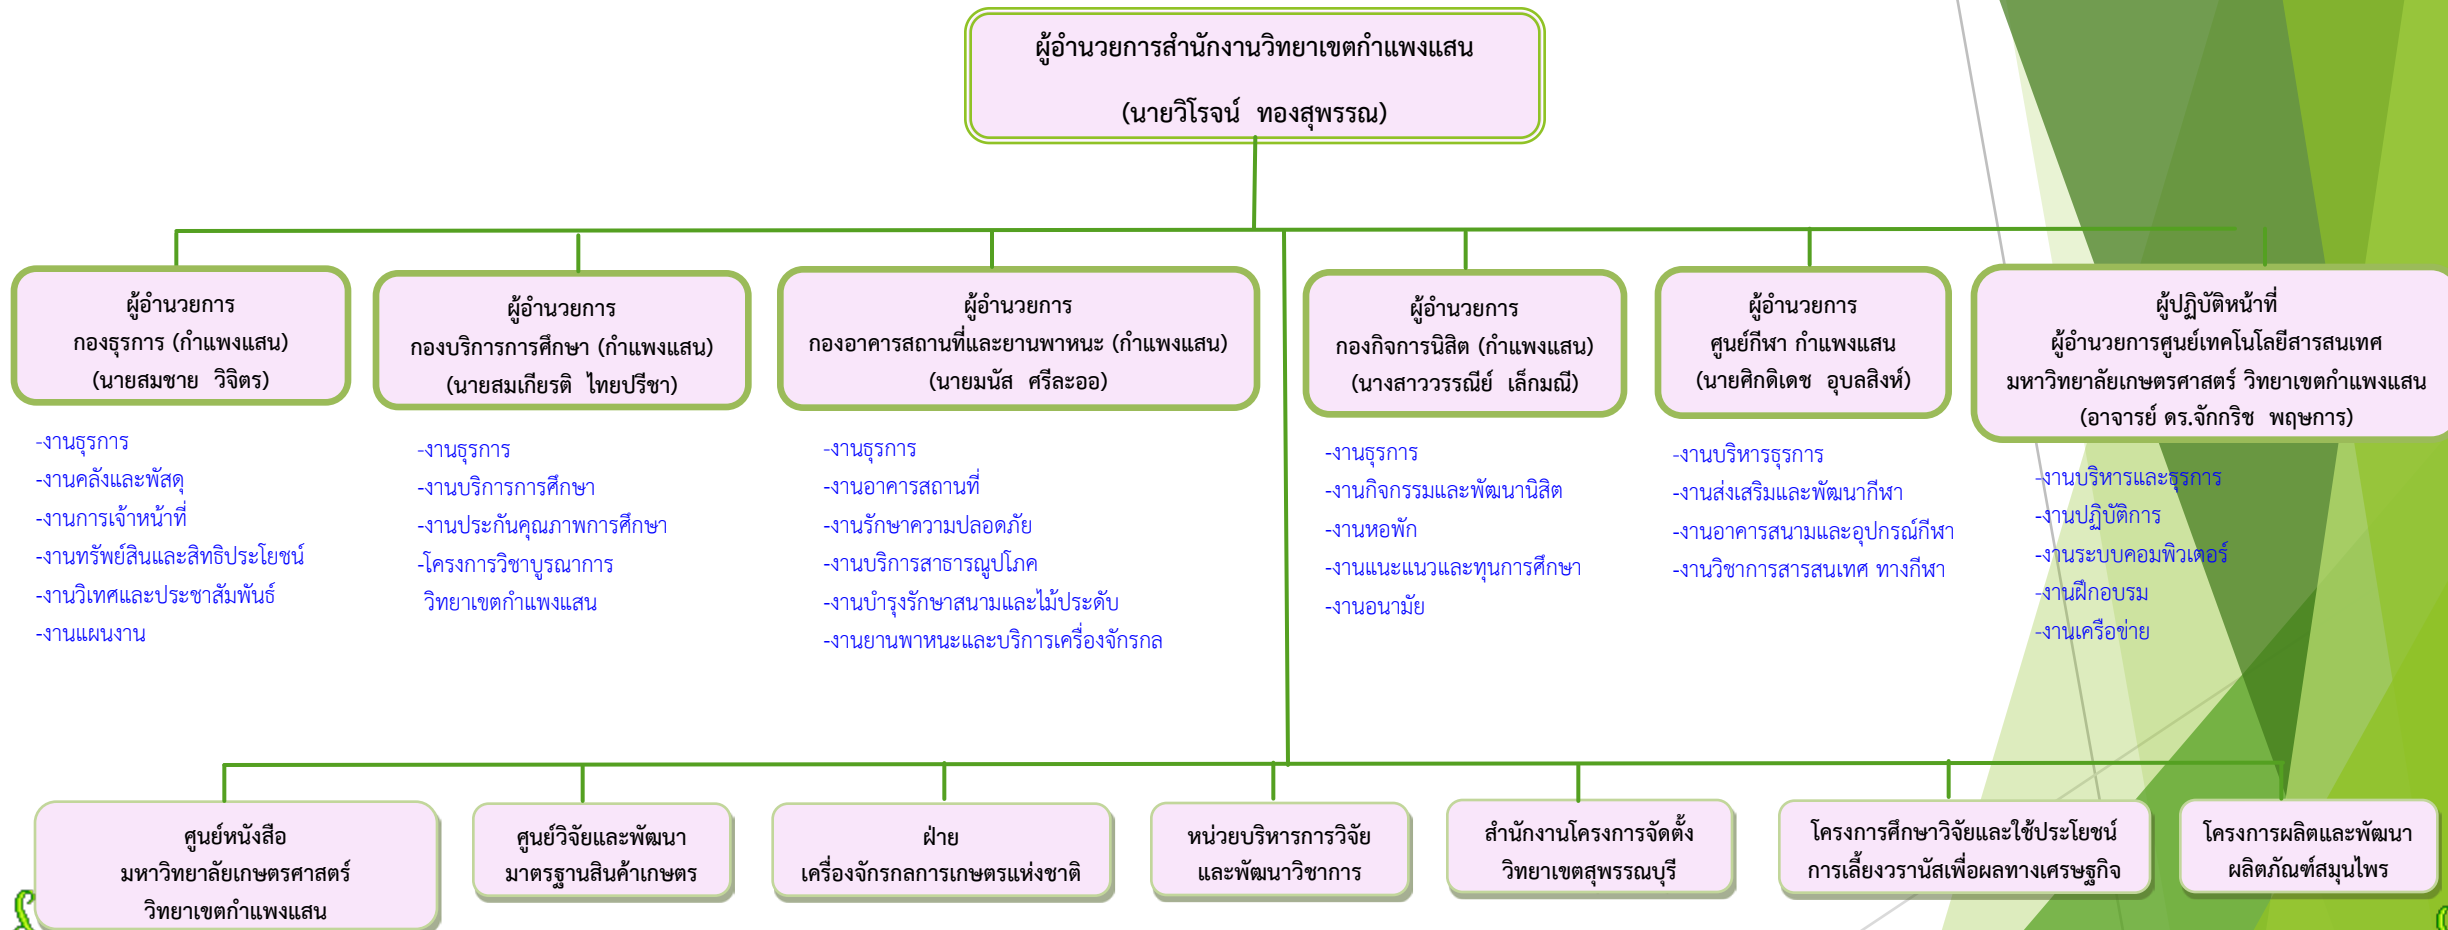 ผู้อำนวยการสำนักงานวิทยาเขตกำแพงแสน
(นายวิโรจน์ ทองสุพรรณ)
ผู้อำนวยการ
กองธุรการ (กำแพงแสน)
(นายสมชาย วิจิตร)
-งานธุรการ
-งานคลังและพัสดุ
-งานการเจ้าหน้าที่
-งานทรัพย์สินและสิทธิประโยชน์
-งานวิเทศและประชาสัมพันธ์
-งานแผนงาน
ผู้อำนวยการ
กองบริการการศึกษา (กำแพงแสน)
(นายสมเกียรติ ไทยปรีชา)
-งานธุรการ
-งานบริการการศึกษา
-งานประกันคุณภาพการศึกษา
-โครงการวิชาบูรณาการ
วิทยาเขตกำแพงแสน
ผู้อำนวยการ
กองอาคารสถานที่และยานพาหนะ (กำแพงแสน)
(นายมนัส ศรีละออ)
-งานธุรการ
-งานอาคารสถานที่
-งานรักษาความปลอดภัย
-งานบริการสาธารณูปโภค
-งานบำรุงรักษาสนามและไม้ประดับ
-งานยานพาหนะและบริการเครื่องจักรกล
ผู้อำนวยการ
กองกิจการนิสิต (กำแพงแสน)
(นางสาววรรณีย์ เล็กมณี)
-งานธุรการ
-งานกิจกรรมและพัฒนานิสิต
-งานหอพัก
-งานแนะแนวและทุนการศึกษา
-งานอนามัย
ผู้อำนวยการ
ศูนย์กีฬา กำแพงแสน
(นายศิกดิเดช อุบลสิงห์)
-งานบริหารธุรการ
-งานส่งเสริมและพัฒนากีฬา
-งานอาคารสนามและอุปกรณ์กีฬา
-งานวิชาการสารสนเทศ ทางกีฬา
ผู้ปฏิบัติหน้าที่
ผู้อำนวยการศูนย์เทคโนโลยีสารสนเทศ
มหาวิทยาลัยเกษตรศาสตร์ วิทยาเขตกำแพงแสน
(อาจารย์ ดร.จักกริช พฤษการ)
-งานบริหารและธุรการ
-งานปฏิบัติการ
-งานระบบคอมพิวเตอร์
-งานฝึกอบรม
-งานเครือข่าย
ศูนย์หนังสือ
มหาวิทยาลัยเกษตรศาสตร์
วิทยาเขตกำแพงแสน
ศูนย์วิจัยและพัฒนา
มาตรฐานสินค้าเกษตร
ฝ่าย
เครื่องจักรกลการเกษตรแห่งชาติ
หน่วยบริหารการวิจัย
และพัฒนาวิชาการ
สำนักงานโครงการจัดตั้ง
วิทยาเขตสุพรรณบุรี
โครงการศึกษาวิจัยและใช้ประโยชน์
การเลี้ยงวรานัสเพื่อผลทางเศรษฐกิจ
โครงการผลิตและพัฒนา
ผลิตภัณฑ์สมุนไพร